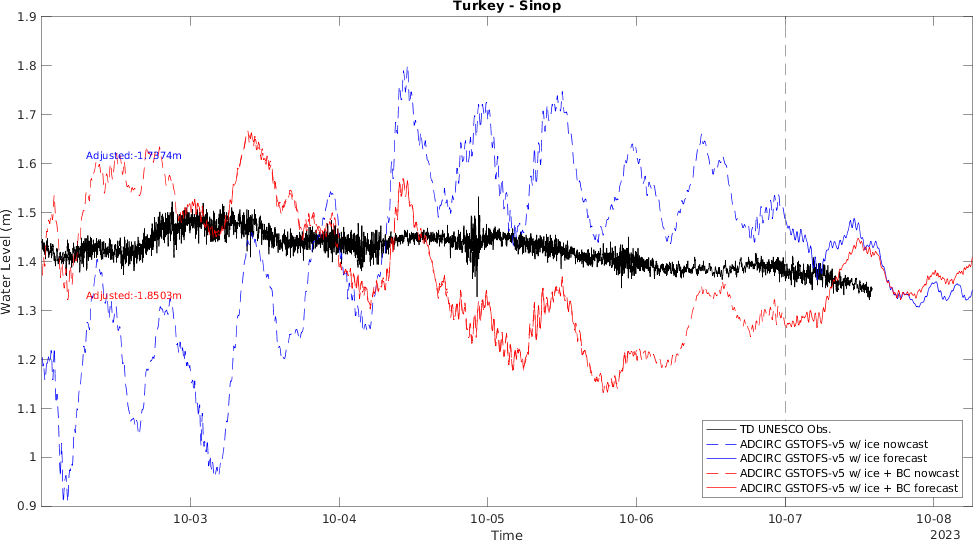 Turkey - Sinop
1.9
1.8
1.7
1.6
1.5
1.4
1.3
1.2
1.1
1
0.9
Water Level (m)
Adjusted:-1.7374m
Adjusted:-1.8503m
TD UNESCO Obs.
ADCIRC GSTOFS-v5 w/ ice nowcast
ADCIRC GSTOFS-v5 w/ ice forecast
ADCIRC GSTOFS-v5 w/ ice + BC nowcast
ADCIRC GSTOFS-v5 w/ ice + BC forecast
10-03 10-04 10-05 10-06 10-07 10-08
Time
2023